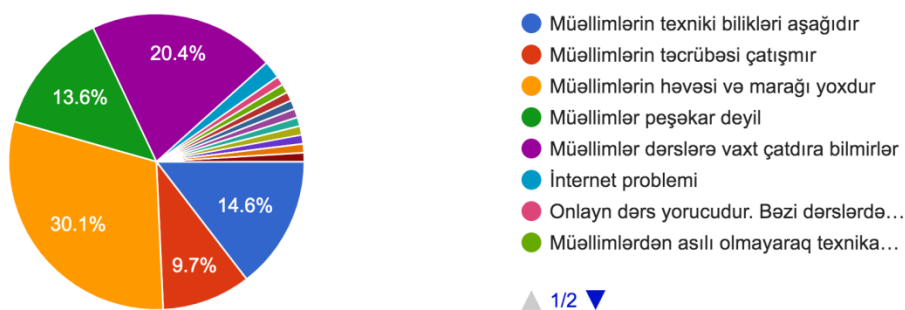 20.4%
13.6%
30.1%
9.7%
14.6%
Müəllimlərin texniki bilikləri aşağıdır
Müəllimlərin təcrübəsi çatışmır
Müəllimlərin həvəsi və marağı yoxdur
Müəllimlər peşəkar deyil
Müəllimlər dərslərə vaxt çatdıra bilmirlər
İnternet problemi
Onlayn dərs yorucudur. Bəzi dərslərdə…
Müəllimlərdən asılı olmayaraq texnika…
1/2